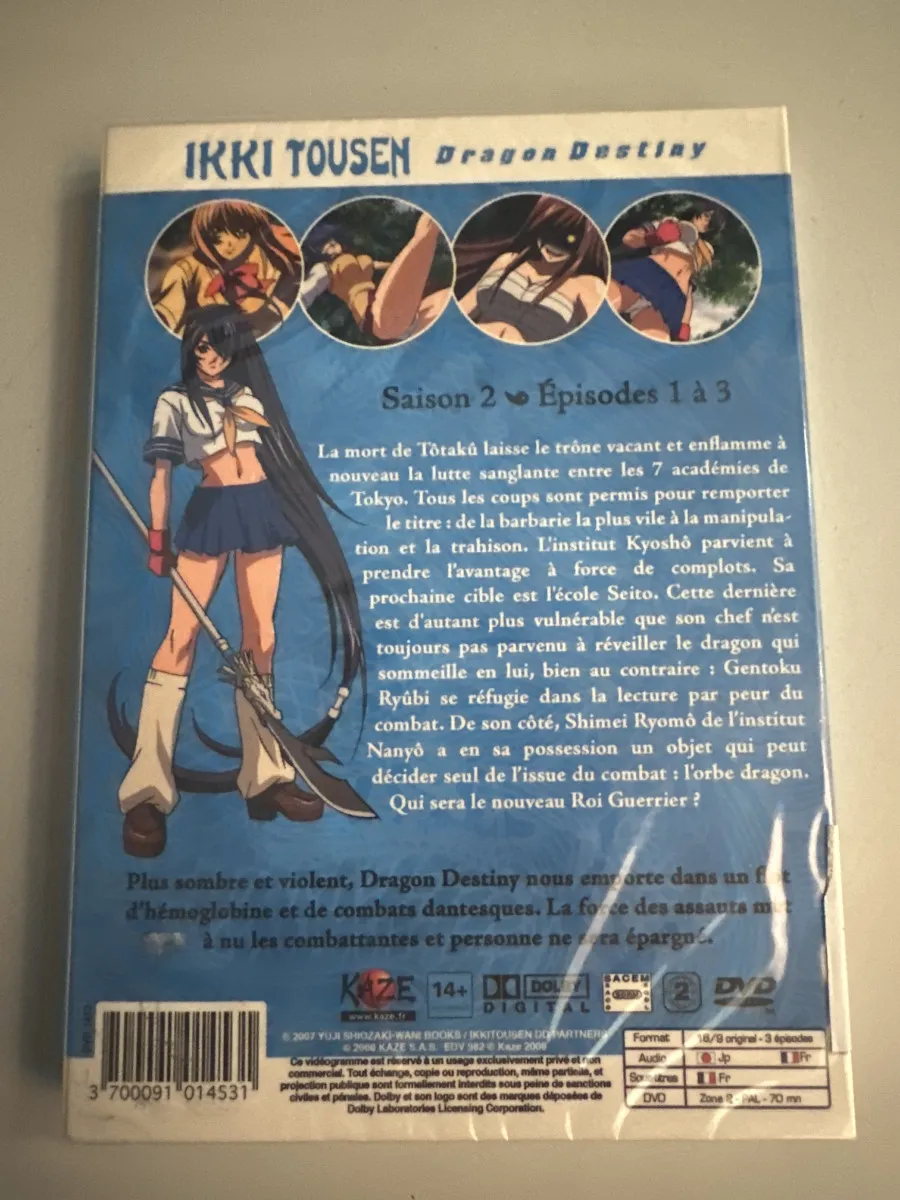 IKKI TOUSEN Dragon Destiny
Saison 2 Épisodes 1 à 3
La mort de Tôtakû laisse le trône vacant et enflamme à
nouveau la lutte sanglante entre les 7 académies de
Tokyo. Tous les coups sont permis pour remporter
le titre : de la barbarie la plus vile à la manipula-
tion et la trahison. L'institut Kyoshô parvient à
prendre l'avantage à force de complots. Sa
prochaine cible est l'école Seito. Cette dernière
est d'autant plus vulnérable que son chef n'est
toujours pas parvenu à réveiller le dragon qui
sommeille en lui, bien au contraire : Gentoku
Ryûbi se réfugie dans la lecture par peur du
combat. De son côté, Shimei Ryomô de l'institut
Nanyô a en sa possession un objet qui peut
décider seul de l'issue du combat : l'orbe dragon.
Qui sera le nouveau Roi Guerrier ?
Plus sombre et violent, Dragon Destiny nous emporte dans un flot
d'hémoglobine et de combats dantesques. La force des assauts met
à nu les combattantes et personne ne sera épargné.
KAZE
www.kaze.fr
14+
DOLBY
DIGITAL
SACEM
2
DVD
© 2007 YUJI SHIOZAKI-WANI BOOKS / IKKITOUSEN DD PARTNERS
© 2008 KAZE S.A.S. EDV 982 © Kaze 2008
Ce vidéogramme est réservé à un usage exclusivement privé et non
commercial. Tout échange, copie ou reproduction, même partielle, et
projection publique sont formellement interdits sous peine de sanctions
civiles et pénales. Dolby et son logo sont des marques déposées de
Dolby Laboratories Licensing Corporation.
Format 16/9 original - 3 épisodes
Audio Jp Fr
Sous-titres Fr
DVD Zone 2 - PAL - 70 mn
3 700091 014531